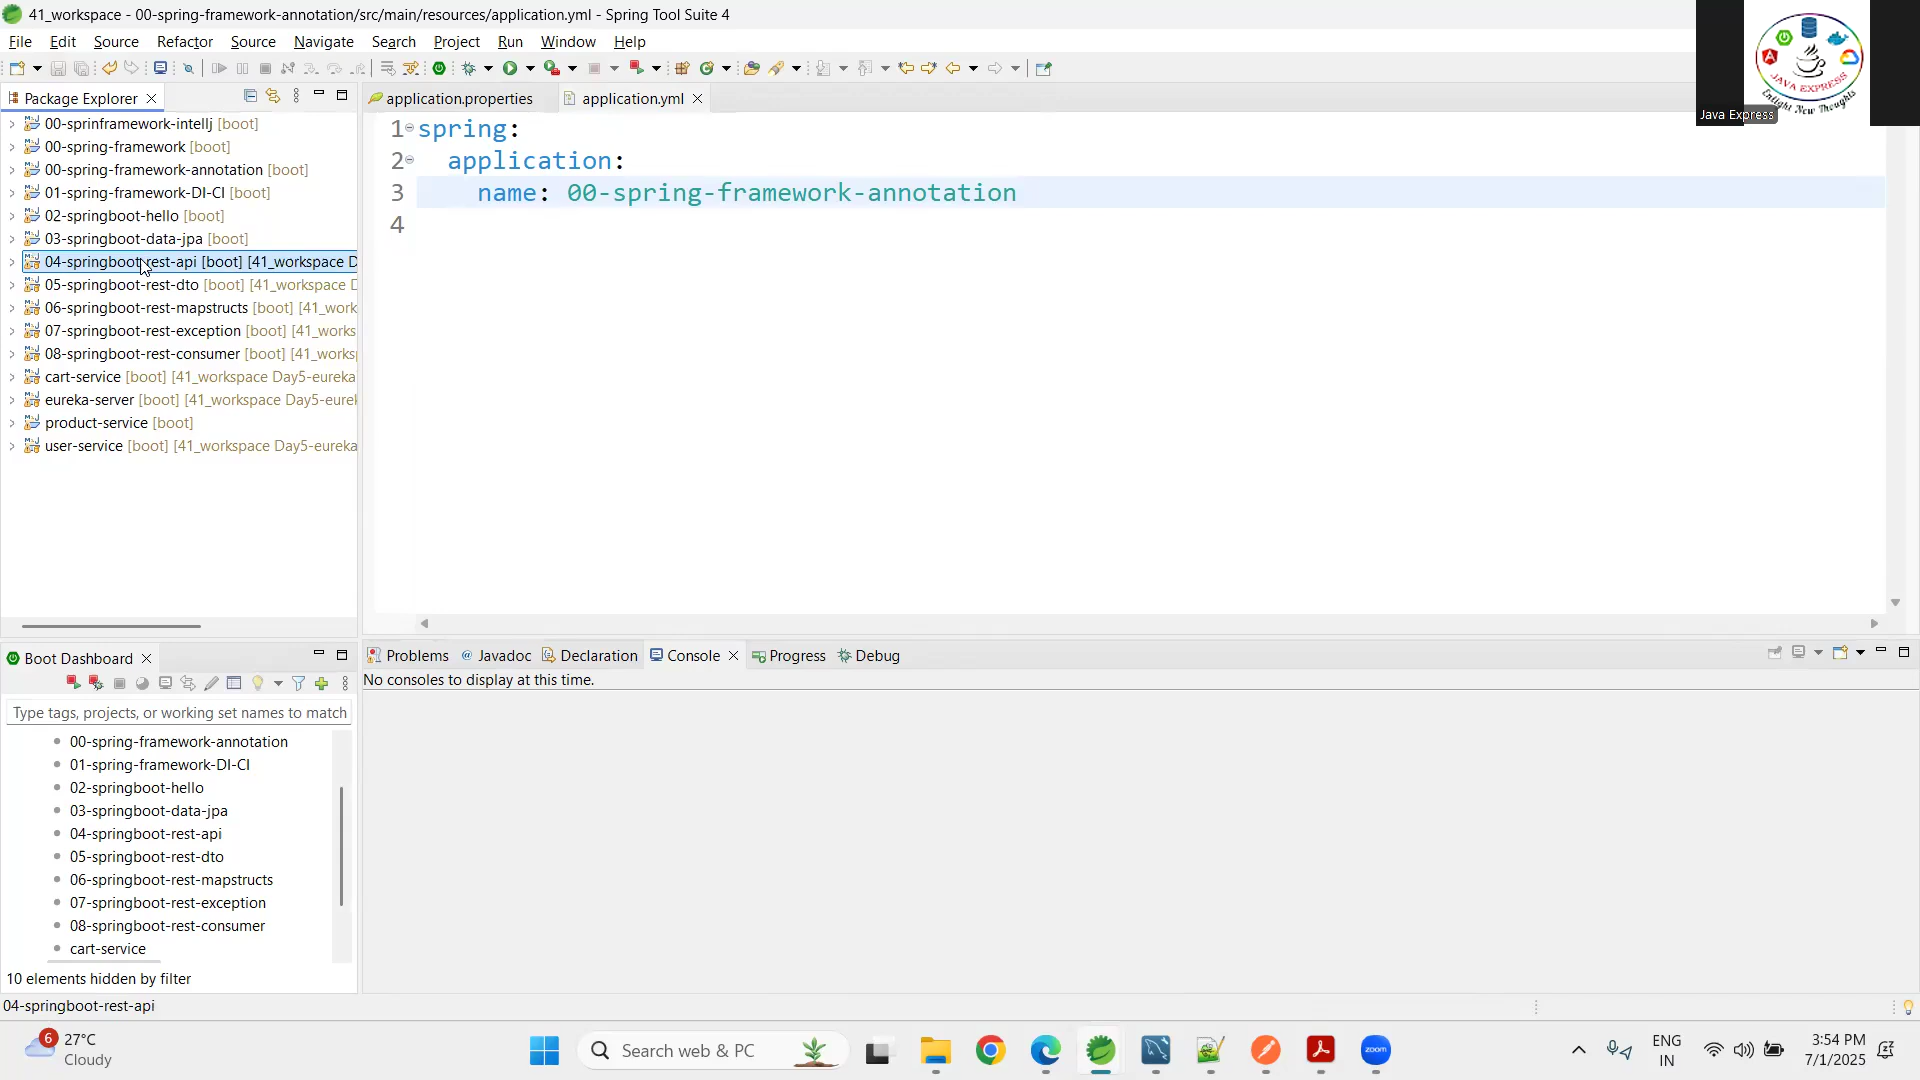 41_workspace - 00-spring-framework-annotation/src/main/resources/application.yml - Spring Tool Suite 4
File Edit Source Refactor Source Navigate Search Project Run Window Help
Package Explorer
application.properties
application.yml
JAVA EXPRESS
Enlight New Thoughts
Java Express
00-sprinframework-intellj [boot]
00-spring-framework [boot]
00-spring-framework-annotation [boot]
01-spring-framework-DI-CI [boot]
02-springboot-hello [boot]
03-springboot-data-jpa [boot]
04-springboot-rest-api [boot] [41_workspace D
05-springboot-rest-dto [boot] [41_workspace D
06-springboot-rest-mapstructs [boot] [41_work
07-springboot-rest-exception [boot] [41_works
08-springboot-rest-consumer [boot] [41_works
cart-service [boot] [41_workspace Day5-eureka
eureka-server [boot] [41_workspace Day5-eurek
product-service [boot]
user-service [boot] [41_workspace Day5-eureka
1 spring:
2 application:
3 name: 00-spring-framework-annotation
4
Boot Dashboard
Type tags, projects, or working set names to match
00-spring-framework-annotation
01-spring-framework-DI-CI
02-springboot-hello
03-springboot-data-jpa
04-springboot-rest-api
05-springboot-rest-dto
06-springboot-rest-mapstructs
07-springboot-rest-exception
08-springboot-rest-consumer
cart-service
10 elements hidden by filter
Problems @ Javadoc Declaration Console Progress Debug
No consoles to display at this time.
04-springboot-rest-api
6
27°C
Cloudy
Search web & PC
zoom
ENG
IN
3:54 PM
7/1/2025